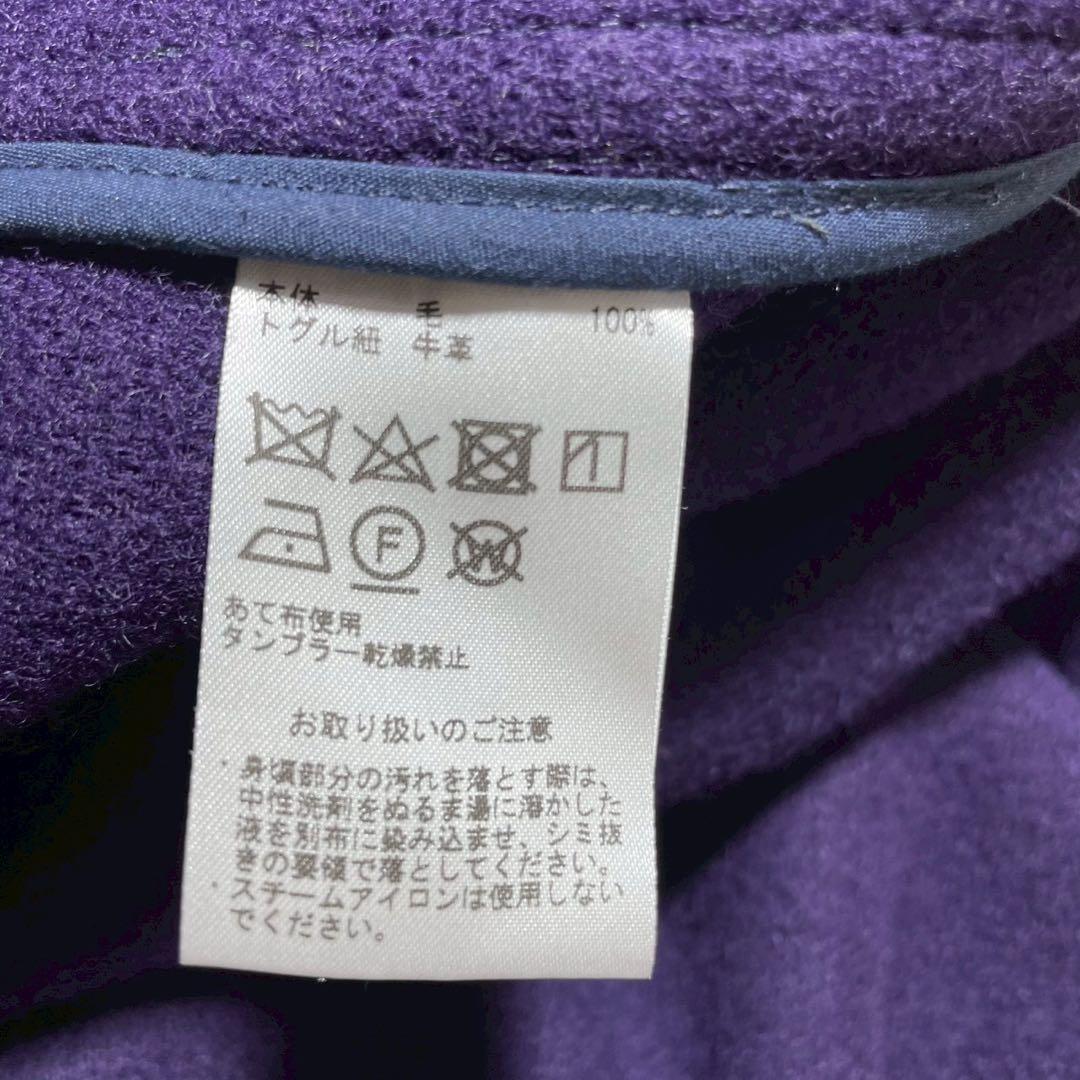 本体 毛 100%
トグル紐 牛革
F W
あて布使用
タンブラー乾燥禁止
お取り扱いのご注意
・身頃部分の汚れを落とす際は、
中性洗剤をぬるま湯に溶かした
液を別布に染み込ませ、シミ抜
きの要領で落としてください。
・スチームアイロンは使用しない
でください。